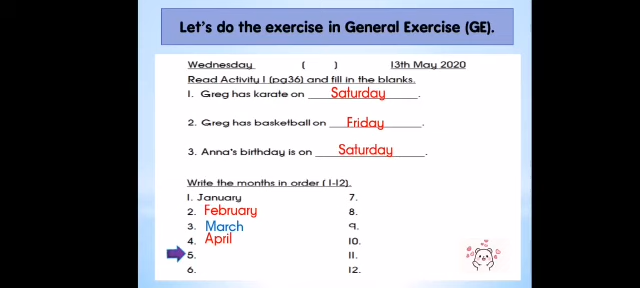 Let's do the exercise in General Exercise (GE).
Wednesday ( ) 13th May 2020
Read Activity 1 (pg36) and fill in the blanks.
1. Greg has karate on Saturday.
2. Greg has basketball on Friday.
3. Anna's birthday is on Saturday.
Write the months in order (1-12).
1. January 7.
2. February 8.
3. March 9.
4. April 10.
5. 11.
6. 12.